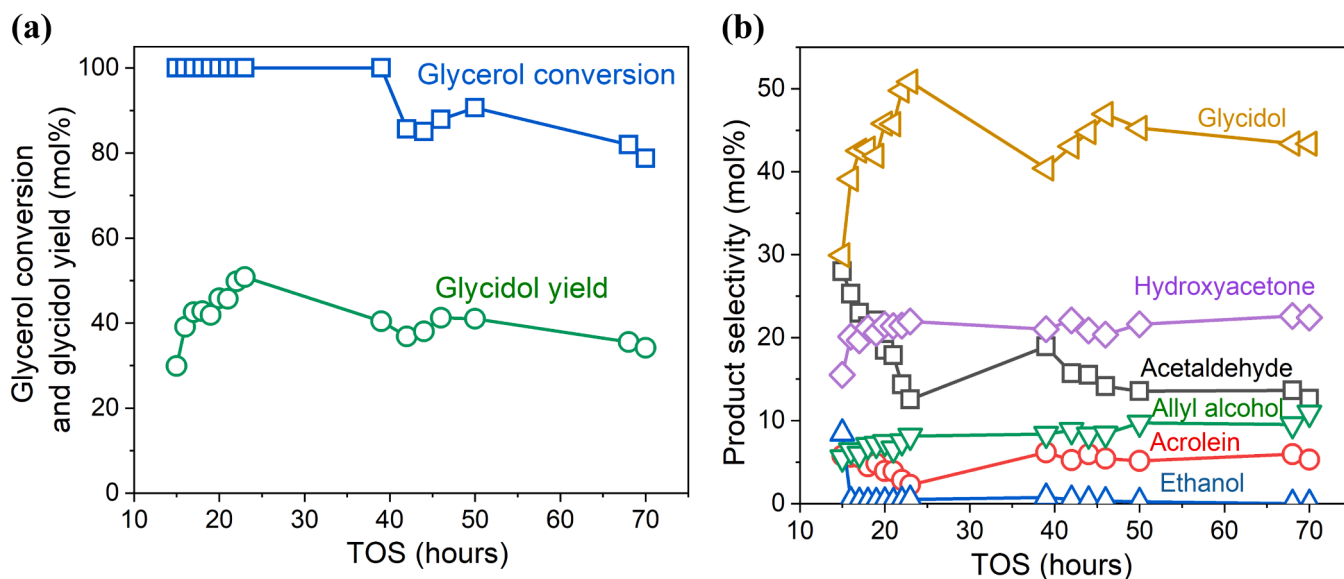 (a)
Glycerol conversion
and glycidol yield (mol%)
100
80
60
40
20
0
Glycerol conversion
Glycidol yield
10 20 30 40 50 60 70
TOS (hours)
(b)
Product selectivity (mol%)
50
40
30
20
10
0
Glycidol
Hydroxyacetone
Acetaldehyde
Allyl alcohol
Acrolein
Ethanol
10 20 30 40 50 60 70
TOS (hours)